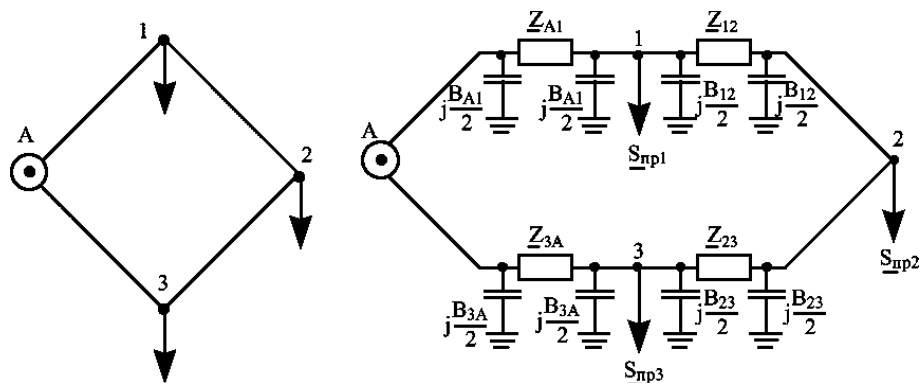 1
A
2
3
Z_A1
Z_12
1
j B_A1/2
j B_A1/2
j B_12/2
j B_12/2
A
S_пр1
2
Z_3A
Z_23
S_пр2
3
j B_3A/2
j B_3A/2
j B_23/2
j B_23/2
S_пр3